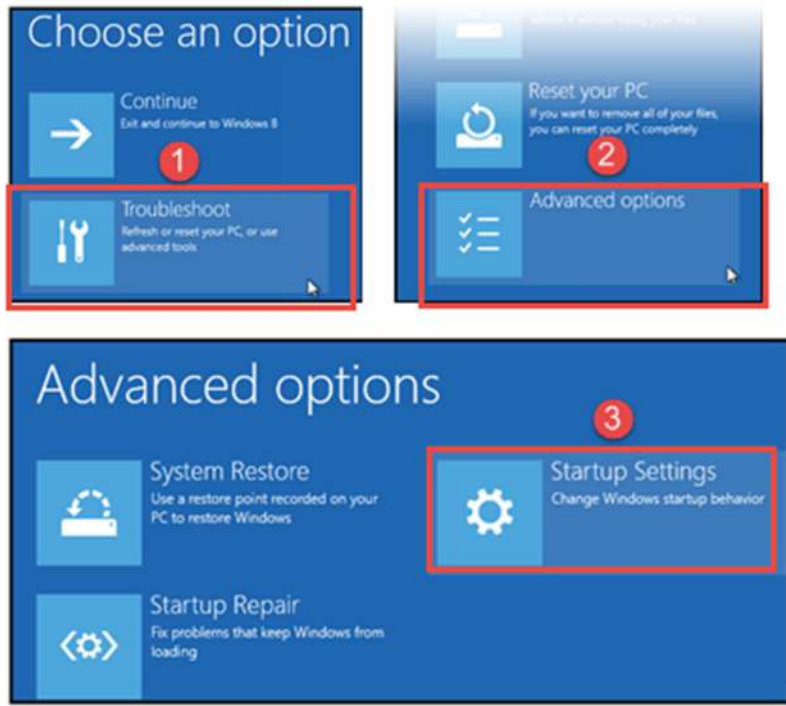 Choose an option
Continue
Exit and continue to Windows 8
1
Troubleshoot
Refresh or reset your PC, or use
advanced tools
Reset your PC
If you want to remove all of your files,
you can reset your PC completely
2
Advanced options
Advanced options
3
System Restore
Use a restore point recorded on your
PC to restore Windows
Startup Settings
Change Windows startup behavior
Startup Repair
Fix problems that keep Windows from
loading